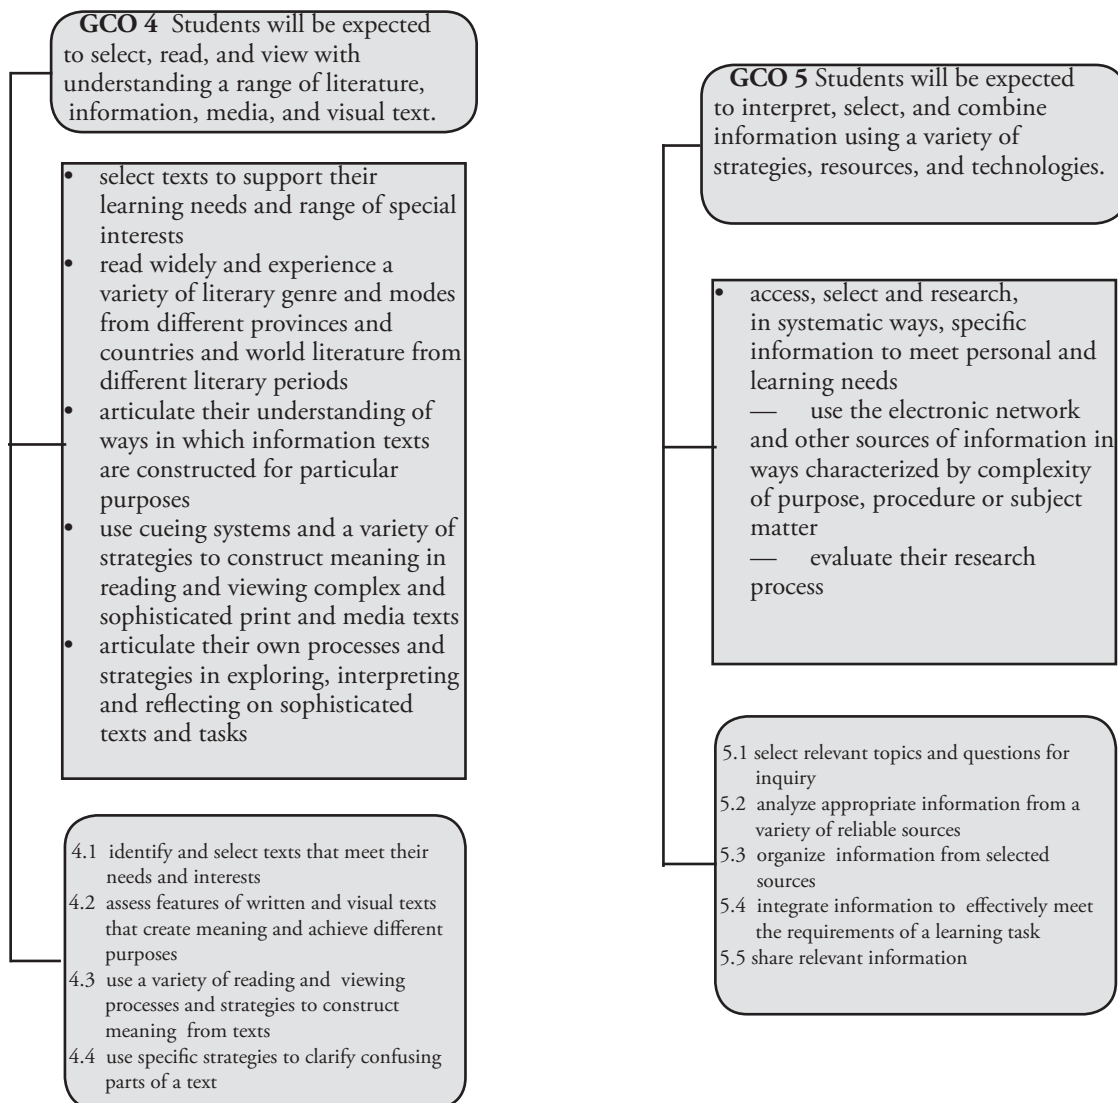 GCO 4 Students will be expected
to select, read, and view with
understanding a range of literature,
information, media, and visual text.
• select texts to support their
learning needs and range of special
interests
• read widely and experience a
variety of literary genre and modes
from different provinces and
countries and world literature from
different literary periods
• articulate their understanding of
ways in which information texts
are constructed for particular
purposes
• use cueing systems and a variety of
strategies to construct meaning in
reading and viewing complex and
sophisticated print and media texts
• articulate their own processes and
strategies in exploring, interpreting
and reflecting on sophisticated
texts and tasks
4.1 identify and select texts that meet their
needs and interests
4.2 assess features of written and visual texts
that create meaning and achieve different
purposes
4.3 use a variety of reading and viewing
processes and strategies to construct
meaning from texts
4.4 use specific strategies to clarify confusing
parts of a text
GCO 5 Students will be expected
to interpret, select, and combine
information using a variety of
strategies, resources, and technologies.
• access, select and research,
in systematic ways, specific
information to meet personal and
learning needs
— use the electronic network
and other sources of information in
ways characterized by complexity
of purpose, procedure or subject
matter
— evaluate their research
process
5.1 select relevant topics and questions for
inquiry
5.2 analyze appropriate information from a
variety of reliable sources
5.3 organize information from selected
sources
5.4 integrate information to effectively meet
the requirements of a learning task
5.5 share relevant information